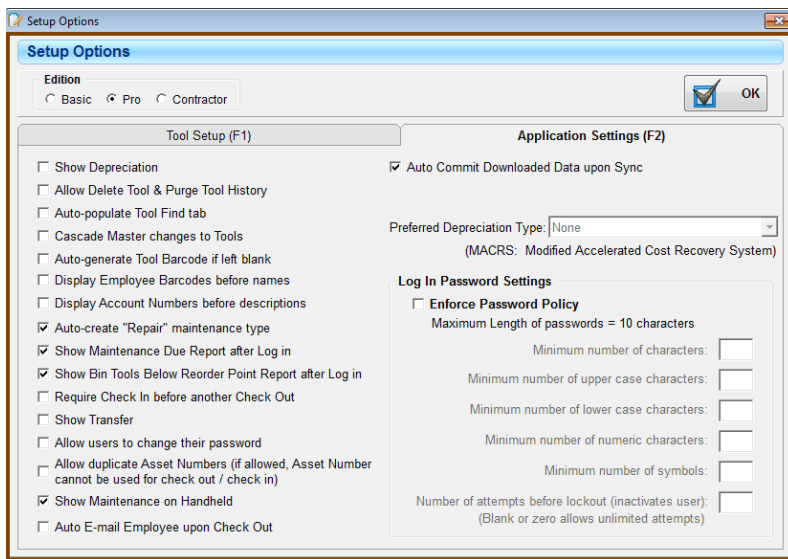 Setup Options
Setup Options
Edition
Basic Pro Contractor
OK
Tool Setup (F1)
Application Settings (F2)
Show Depreciation
Allow Delete Tool & Purge Tool History
Auto-populate Tool Find tab
Cascade Master changes to Tools
Auto-generate Tool Barcode if left blank
Display Employee Barcodes before names
Display Account Numbers before descriptions
Auto-create "Repair" maintenance type
Show Maintenance Due Report after Log in
Show Bin Tools Below Reorder Point Report after Log in
Require Check In before another Check Out
Show Transfer
Allow users to change their password
Allow duplicate Asset Numbers (if allowed, Asset Number
cannot be used for check out / check in)
Show Maintenance on Handheld
Auto E-mail Employee upon Check Out
Auto Commit Downloaded Data upon Sync
Preferred Depreciation Type: None
(MACRS: Modified Accelerated Cost Recovery System)
Log In Password Settings
Enforce Password Policy
Maximum Length of passwords = 10 characters
Minimum number of characters:
Minimum number of upper case characters:
Minimum number of lower case characters:
Minimum number of numeric characters:
Minimum number of symbols:
Number of attempts before lockout (inactivates user):
(Blank or zero allows unlimited attempts)